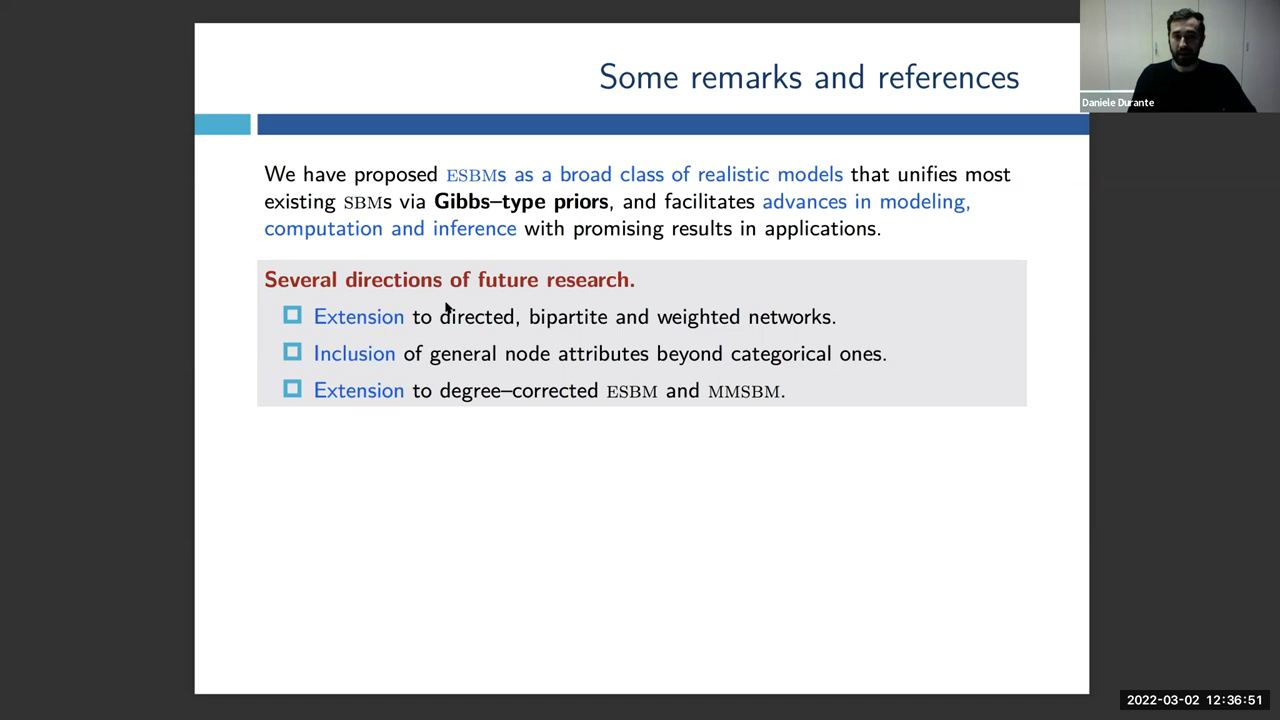 Some remarks and references
Daniele Durante
We have proposed ESBMs as a broad class of realistic models that unifies most
existing SBMs via Gibbs–type priors, and facilitates advances in modeling,
computation and inference with promising results in applications.
Several directions of future research.
Extension to directed, bipartite and weighted networks.
Inclusion of general node attributes beyond categorical ones.
Extension to degree–corrected ESBM and MMSBM.
2022-03-02 12:36:51